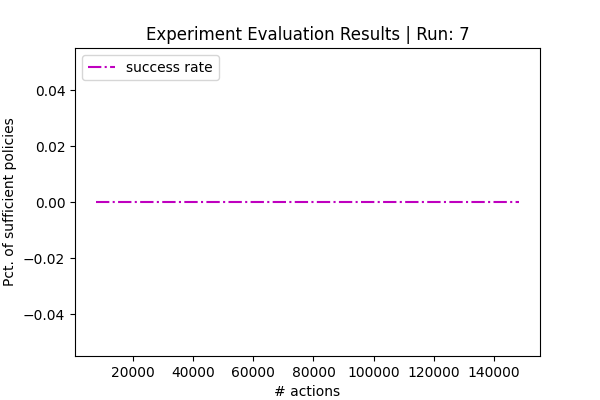 Experiment Evaluation Results | Run: 7
success rate
Pct. of sufficient policies
0.04
0.02
0.00
−0.02
−0.04
20000 40000 60000 80000 100000 120000 140000
# actions